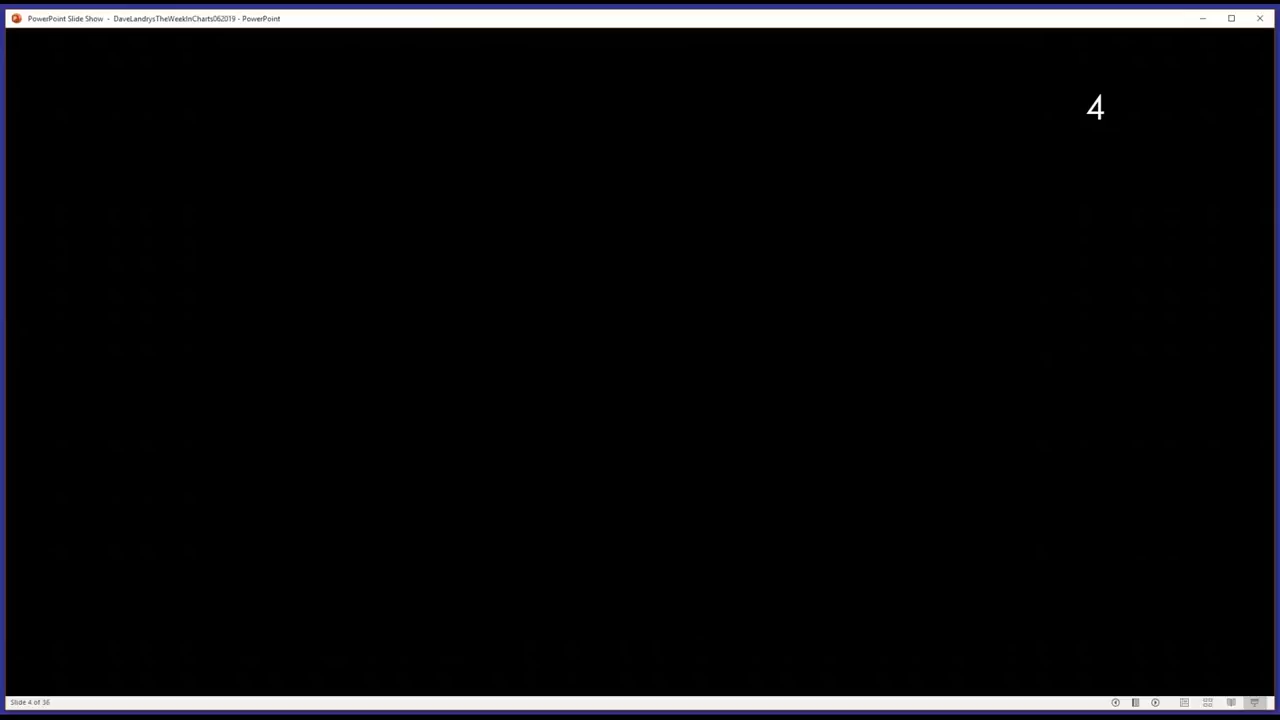 PowerPoint Slide Show - DaveLandrysTheWeekInCharts062019 - PowerPoint
4
Slide 4 of 36